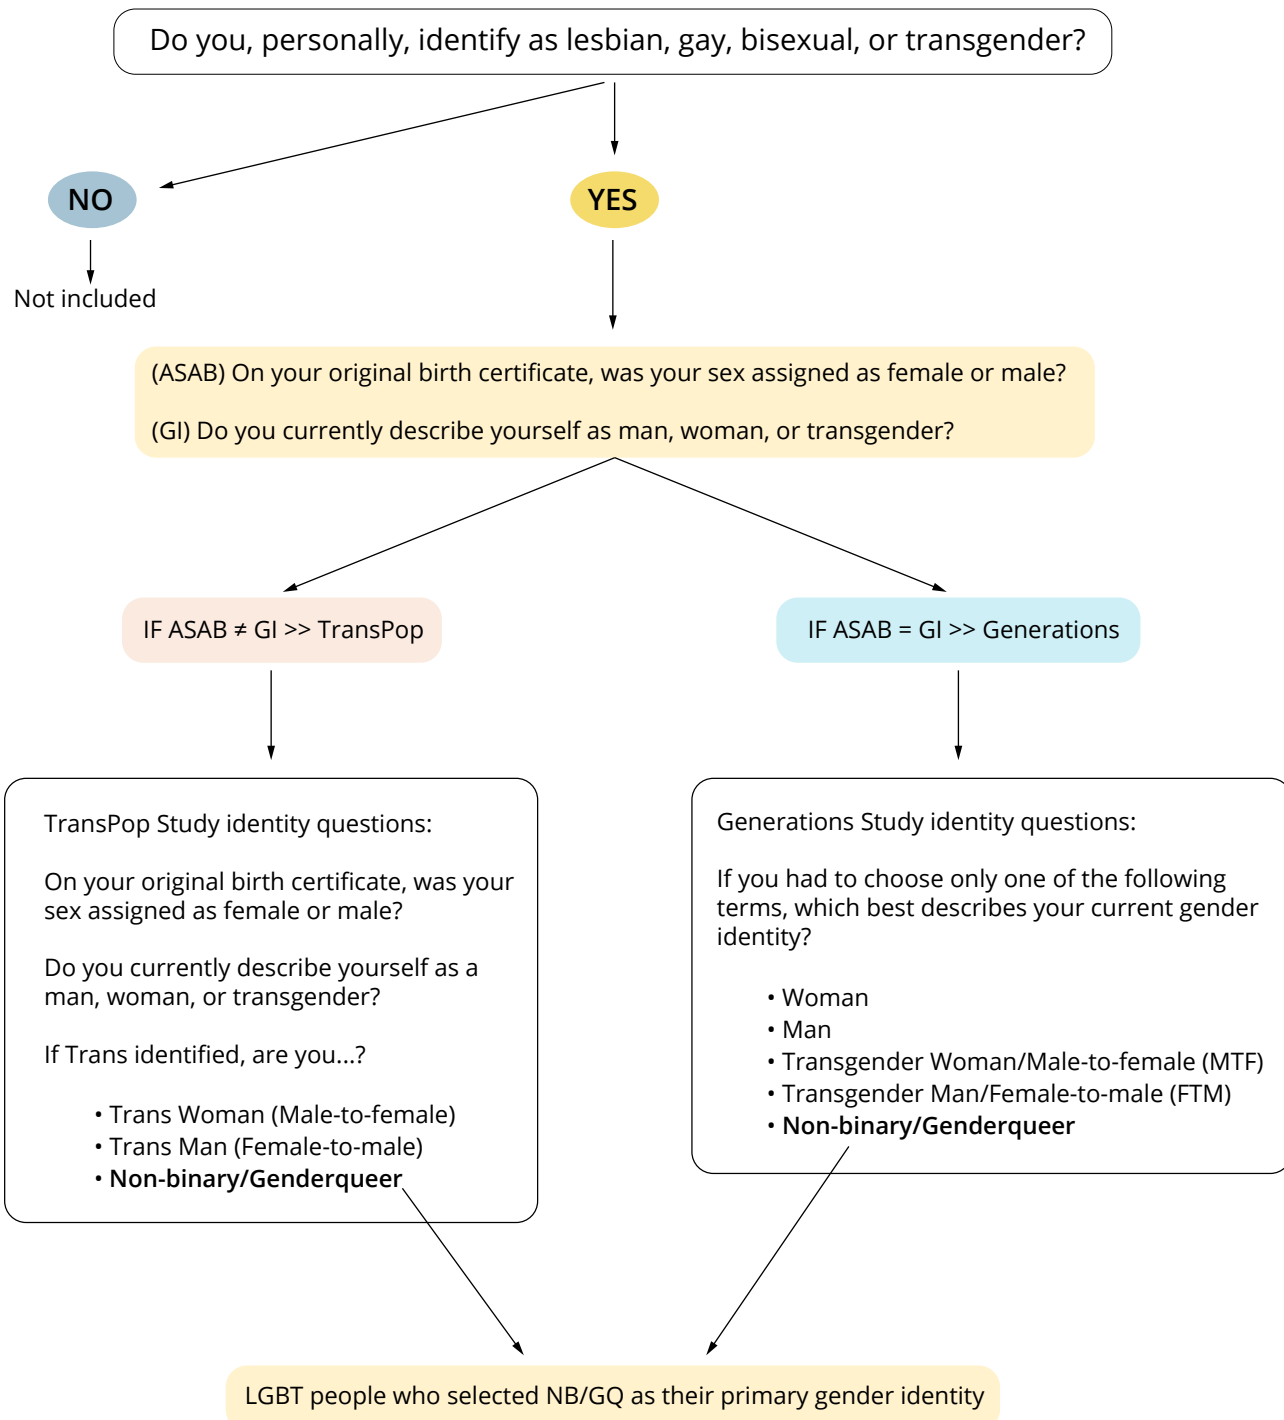 Do you, personally, identify as lesbian, gay, bisexual, or transgender?
NO
YES
Not included
(ASAB) On your original birth certificate, was your sex assigned as female or male?
(GI) Do you currently describe yourself as man, woman, or transgender?
IF ASAB ≠ GI >> TransPop
IF ASAB = GI >> Generations
TransPop Study identity questions:
On your original birth certificate, was your
sex assigned as female or male?
Do you currently describe yourself as a
man, woman, or transgender?
If Trans identified, are you...?
• Trans Woman (Male-to-female)
• Trans Man (Female-to-male)
• Non-binary/Genderqueer
Generations Study identity questions:
If you had to choose only one of the following
terms, which best describes your current gender
identity?
• Woman
• Man
• Transgender Woman/Male-to-female (MTF)
• Transgender Man/Female-to-male (FTM)
• Non-binary/Genderqueer
LGBT people who selected NB/GQ as their primary gender identity